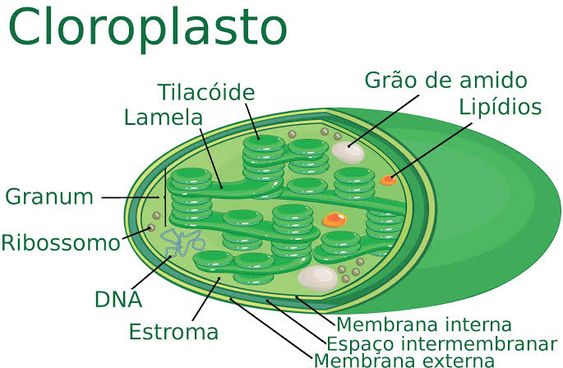 Cloroplasto
Grão de amido
Tilacóide
Lipídios
Lamela
Granum
Ribossomo
DNA
Estroma
Membrana interna
Espaço intermembranar
Membrana externa